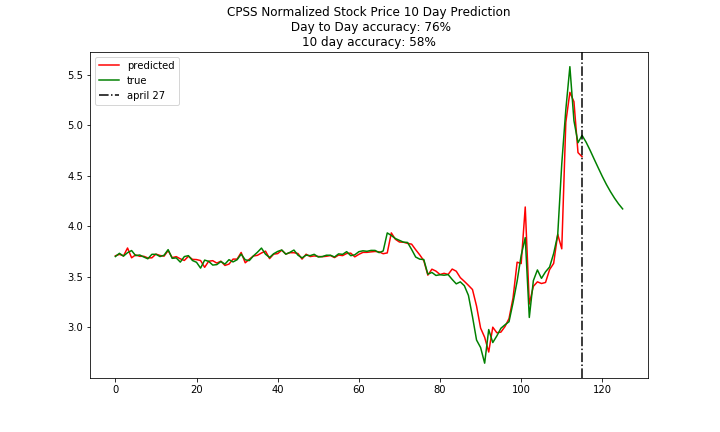 CPSS Normalized Stock Price 10 Day Prediction
Day to Day accuracy: 76%
10 day accuracy: 58%
predicted
true
april 27
5.5
5.0
4.5
4.0
3.5
3.0
0 20 40 60 80 100 120